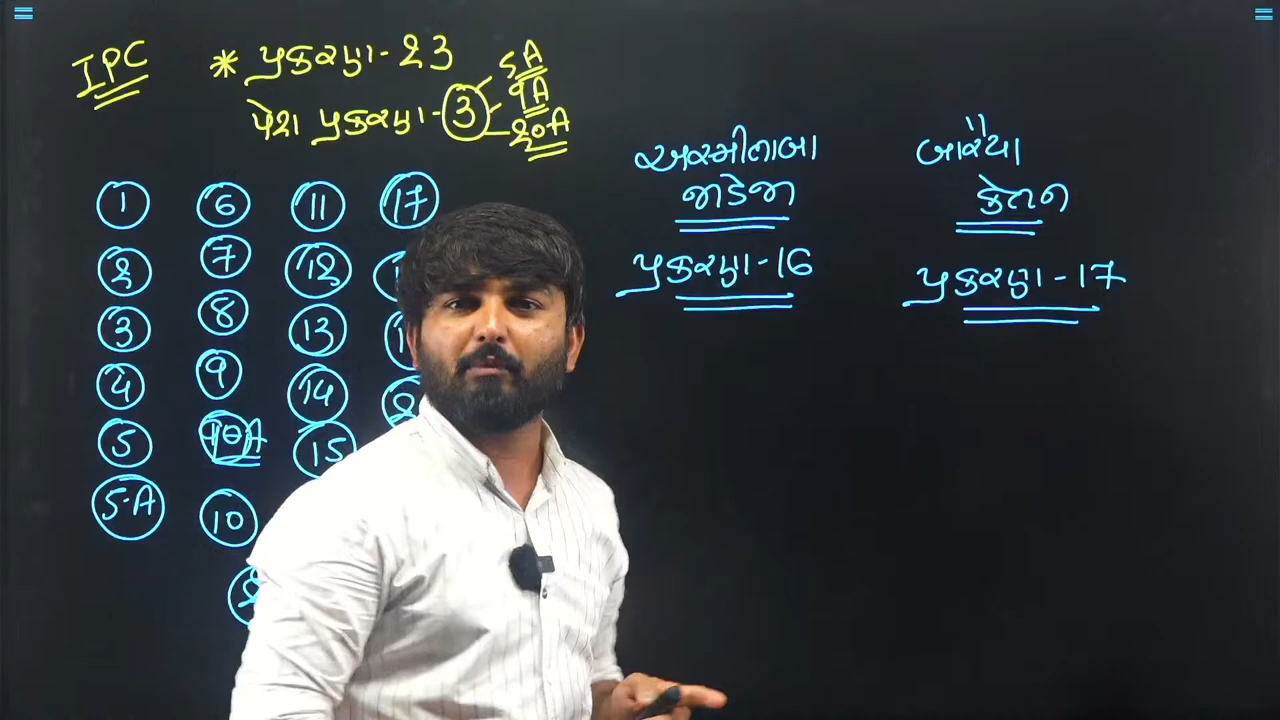 IPC
* પ્રકરણ - 23
પેટા પ્રકરણ - 3
5A
9A
20A
1 6 11 17
2 7 12
3 8 13
4 9 14
5 15
5-A 10
અસ્મીતાબા
જાડેજા
પ્રકરણ - 16
બારૈયા
કેતન
પ્રકરણ - 17